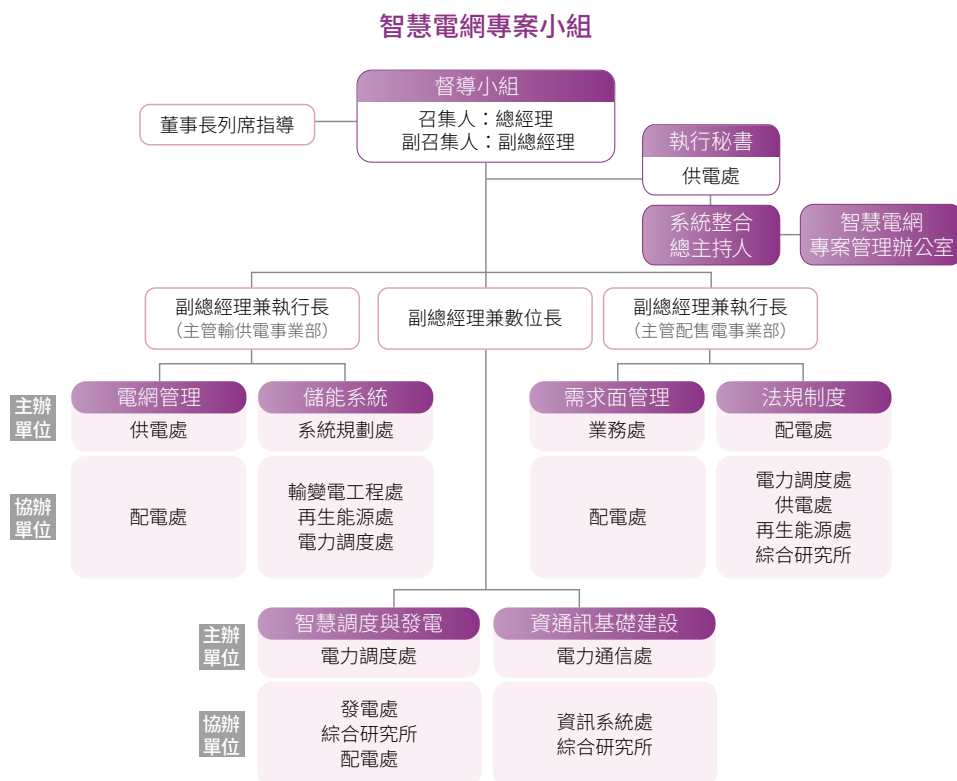 智慧電網專案小組
督導小組
召集人：總經理
副召集人：副總經理
董事長列席指導
執行秘書
供電處
系統整合
總主持人
智慧電網
專案管理辦公室
副總經理兼執行長
（主管輸供電事業部）
副總經理兼數位長
副總經理兼執行長
（主管配售電事業部）
主辦
單位
電網管理
供電處
儲能系統
系統規劃處
需求面管理
業務處
法規制度
配電處
協辦
單位
配電處
輸變電工程處
再生能源處
電力調度處
配電處
電力調度處
供電處
再生能源處
綜合研究所
主辦
單位
智慧調度與發電
電力調度處
資通訊基礎建設
電力通信處
協辦
單位
發電處
綜合研究所
配電處
資訊系統處
綜合研究所